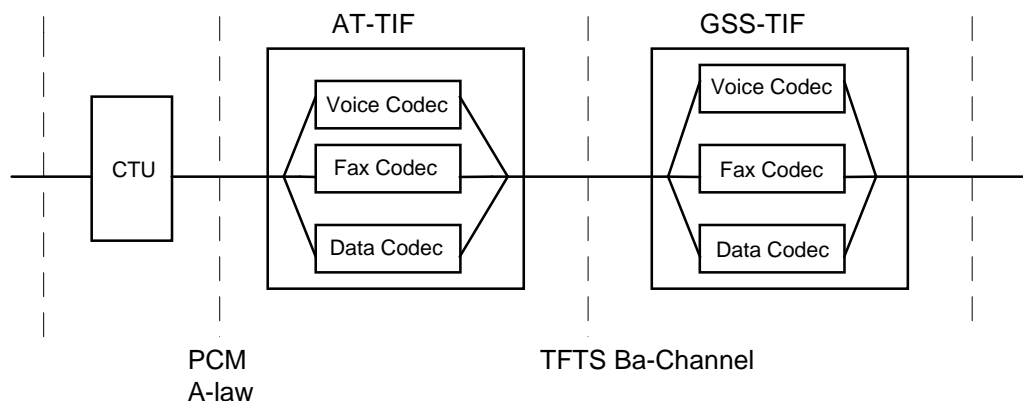 AT-TIF
GSS-TIF
CTU
Voice Codec
Fax Codec
Data Codec
Voice Codec
Fax Codec
Data Codec
PCM
A-law
TFTS Ba-Channel